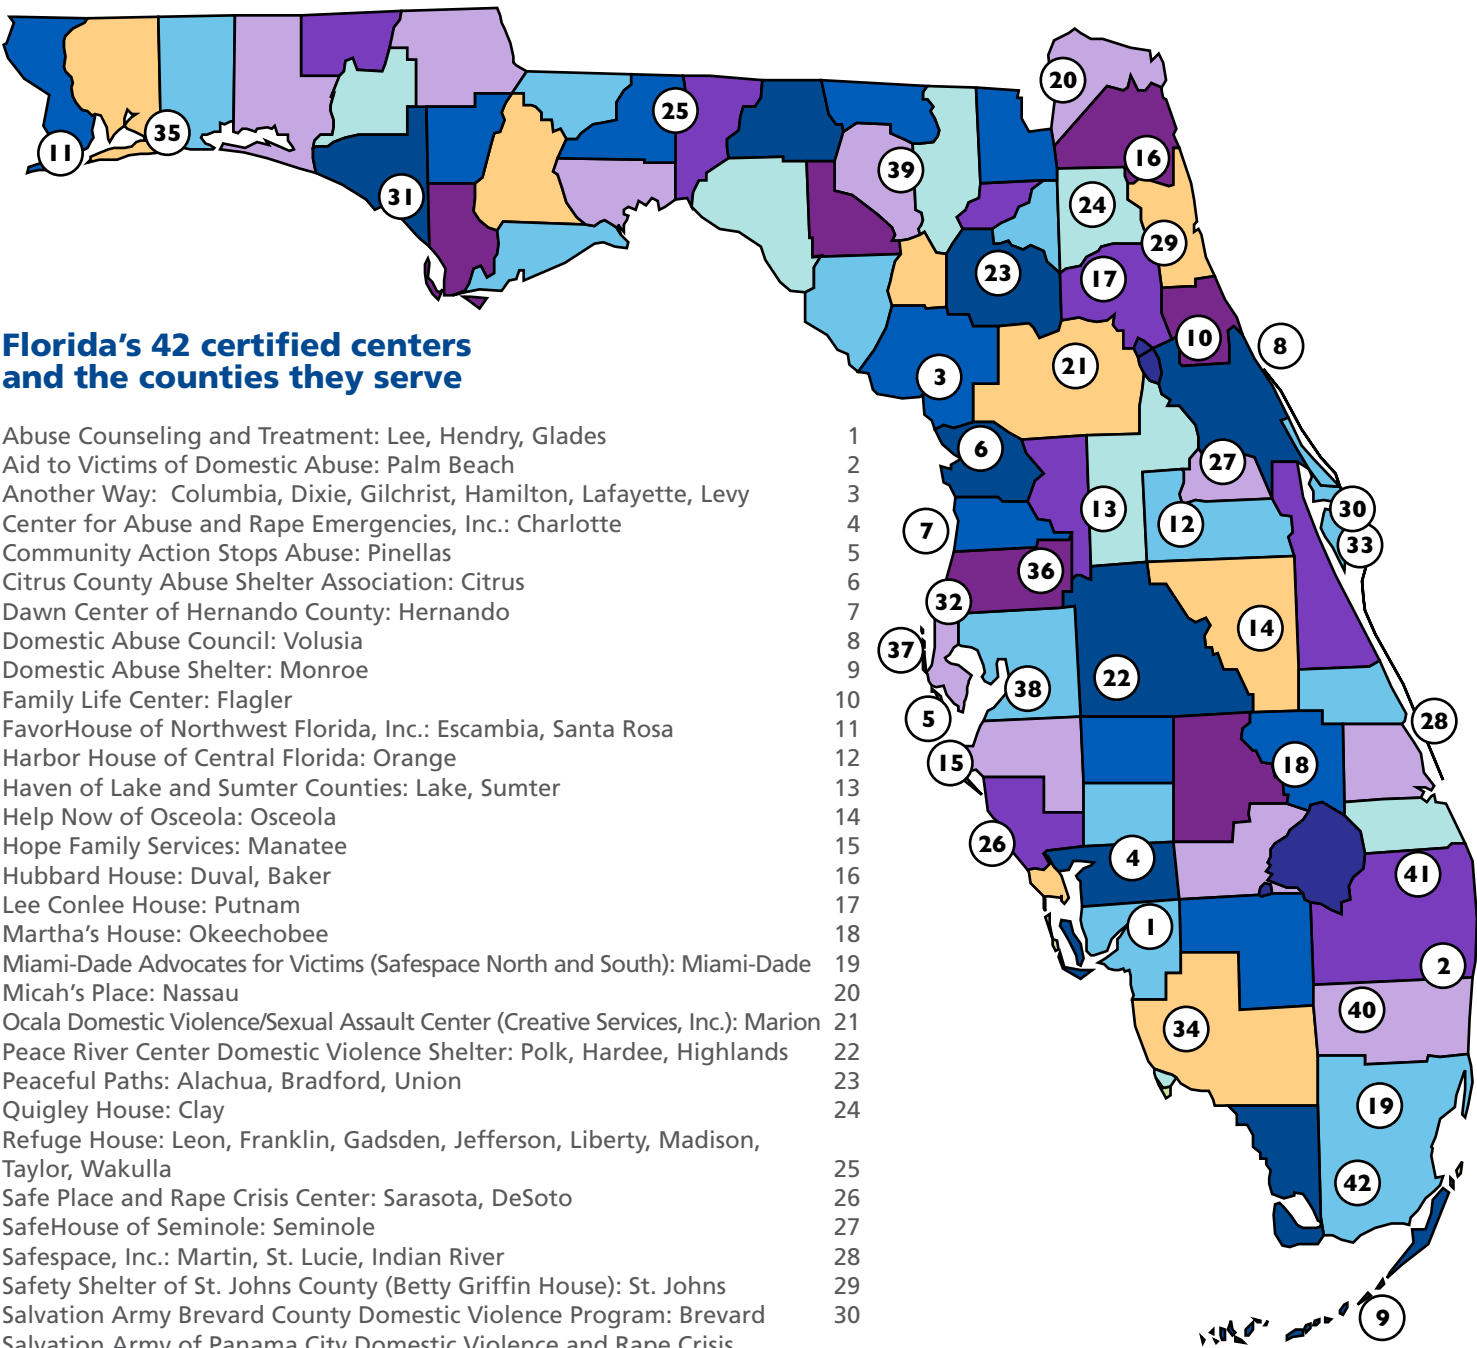 Florida's 42 certified centers
and the counties they serve
Abuse Counseling and Treatment: Lee, Hendry, Glades 1
Aid to Victims of Domestic Abuse: Palm Beach 2
Another Way: Columbia, Dixie, Gilchrist, Hamilton, Lafayette, Levy 3
Center for Abuse and Rape Emergencies, Inc.: Charlotte 4
Community Action Stops Abuse: Pinellas 5
Citrus County Abuse Shelter Association: Citrus 6
Dawn Center of Hernando County: Hernando 7
Domestic Abuse Council: Volusia 8
Domestic Abuse Shelter: Monroe 9
Family Life Center: Flagler 10
FavorHouse of Northwest Florida, Inc.: Escambia, Santa Rosa 11
Harbor House of Central Florida: Orange 12
Haven of Lake and Sumter Counties: Lake, Sumter 13
Help Now of Osceola: Osceola 14
Hope Family Services: Manatee 15
Hubbard House: Duval, Baker 16
Lee Conlee House: Putnam 17
Martha's House: Okeechobee 18
Miami-Dade Advocates for Victims (Safespace North and South): Miami-Dade 19
Micah's Place: Nassau 20
Ocala Domestic Violence/Sexual Assault Center (Creative Services, Inc.): Marion 21
Peace River Center Domestic Violence Shelter: Polk, Hardee, Highlands 22
Peaceful Paths: Alachua, Bradford, Union 23
Quigley House: Clay 24
Refuge House: Leon, Franklin, Gadsden, Jefferson, Liberty, Madison,
Taylor, Wakulla 25
Safe Place and Rape Crisis Center: Sarasota, DeSoto 26
SafeHouse of Seminole: Seminole 27
Safespace, Inc.: Martin, St. Lucie, Indian River 28
Safety Shelter of St. Johns County (Betty Griffin House): St. Johns 29
Salvation Army Brevard County Domestic Violence Program: Brevard 30
Salvation Army of Panama City Domestic Violence and Rape Crisis
20
25
35
11
16
39
31
24
29
23
17
10
8
21
3
6
27
13
12
30
7
33
36
32
14
37
22
38
5
28
15
18
26
4
41
1
2
40
34
19
42
9